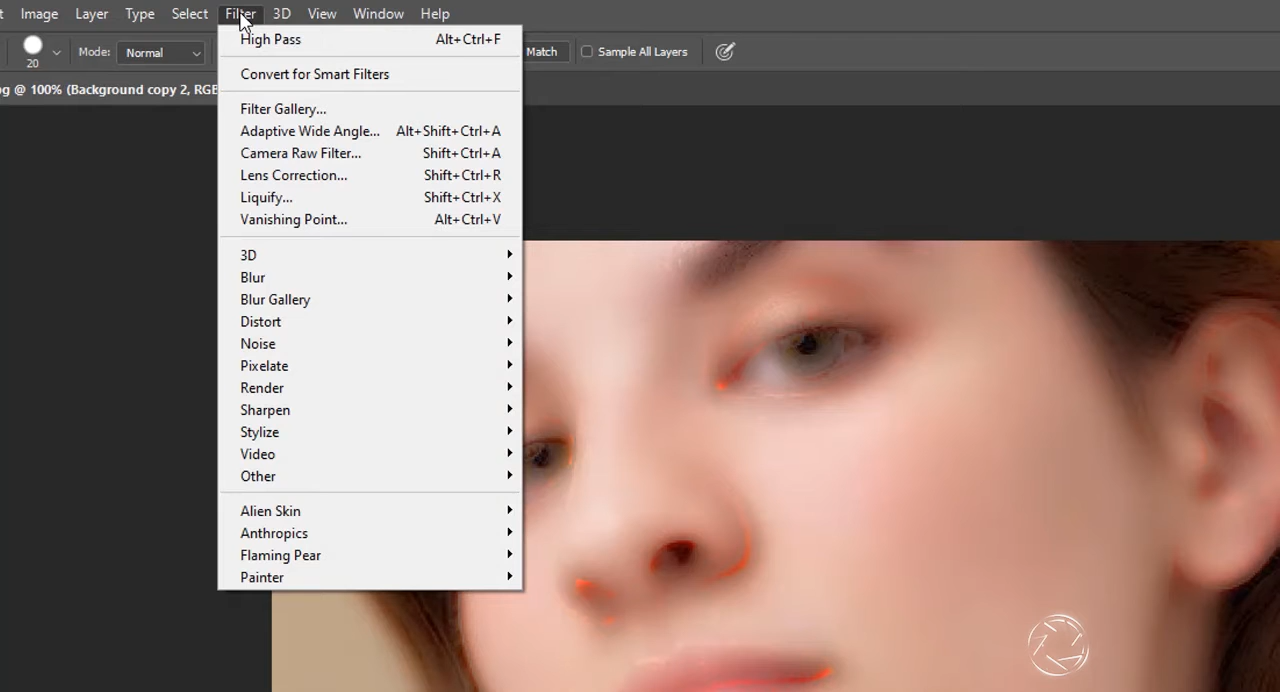 Image Layer Type Select Filter 3D View Window Help
20 Mode: Normal Match Sample All Layers
og @ 100% (Background copy 2, RGB
High Pass Alt+Ctrl+F
Convert for Smart Filters
Filter Gallery...
Adaptive Wide Angle... Alt+Shift+Ctrl+A
Camera Raw Filter... Shift+Ctrl+A
Lens Correction... Shift+Ctrl+R
Liquify... Shift+Ctrl+X
Vanishing Point... Alt+Ctrl+V
3D
Blur
Blur Gallery
Distort
Noise
Pixelate
Render
Sharpen
Stylize
Video
Other
Alien Skin
Anthropics
Flaming Pear
Painter